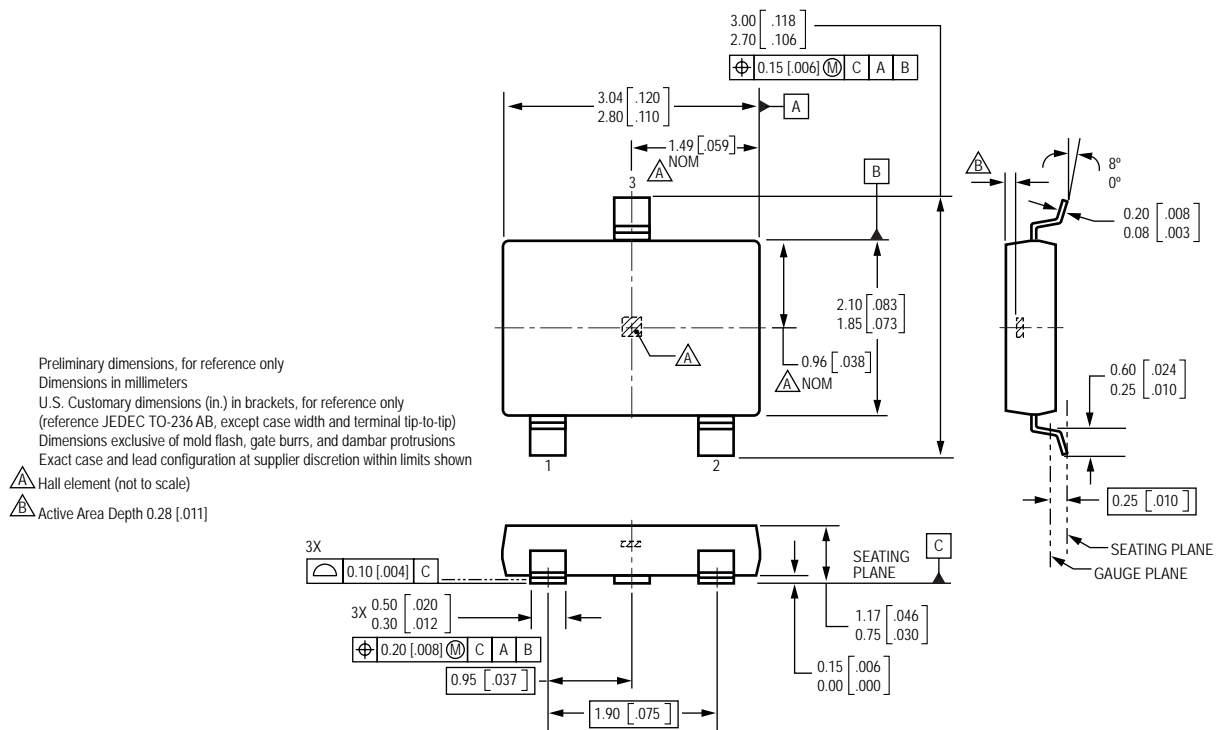 3.00 [ .118
2.70 [ .106
⌖ 0.15 [.006] Ⓜ C A B
3.04 [ .120 ]
2.80 [ .110 ]
A
1.49 [.059]
A NOM
3
B
2.10 [ .083 ]
1.85 [ .073 ]
A
0.96 [.038]
A NOM
1
2
B
8º
0º
0.20 [ .008 ]
0.08 [ .003 ]
0.60 [ .024
0.25 [ .010
0.25 [ .010 ]
SEATING PLANE
GAUGE PLANE
Preliminary dimensions, for reference only
Dimensions in millimeters
U.S. Customary dimensions (in.) in brackets, for reference only
(reference JEDEC TO-236 AB, except case width and terminal tip-to-tip)
Dimensions exclusive of mold flash, gate burrs, and dambar protrusions
Exact case and lead configuration at supplier discretion within limits shown
A Hall element (not to scale)
B Active Area Depth 0.28 [.011]
3X
⌓ 0.10 [.004] C
3X 0.50 [ .020 ]
0.30 [ .012 ]
⌖ 0.20 [.008] Ⓜ C A B
0.95 [ .037 ]
1.90 [ .075 ]
SEATING
PLANE
C
1.17 [ .046 ]
0.75 [ .030 ]
0.15 [ .006 ]
0.00 [ .000 ]